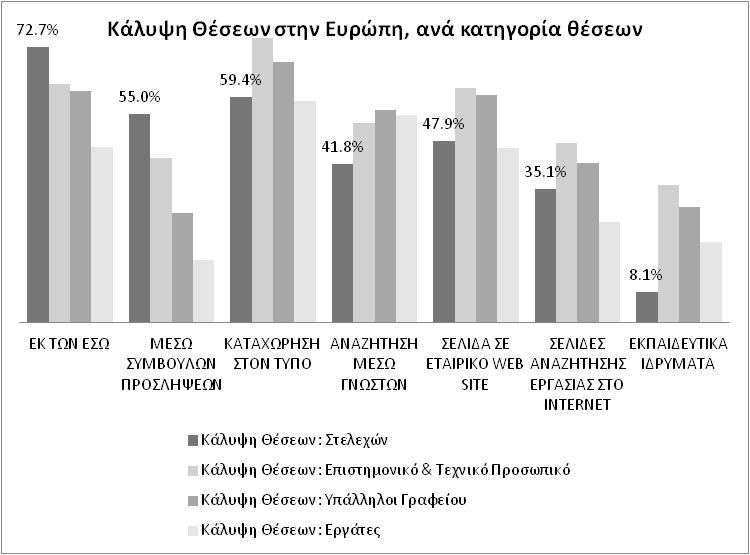 Κάλυψη Θέσεων στην Ευρώπη, ανά κατηγορία θέσεων
72.7%
55.0%
59.4%
41.8%
47.9%
35.1%
8.1%
ΕΚ ΤΩΝ ΕΣΩ
ΜΕΣΩ
ΣΥΜΒΟΥΛΩΝ
ΠΡΟΣΛΗΨΕΩΝ
ΚΑΤΑΧΩΡΗΣΗ
ΣΤΟΝ ΤΥΠΟ
ΑΝΑΖΗΤΗΣΗ
ΜΕΣΩ
ΓΝΩΣΤΩΝ
ΣΕΛΙΔΑ ΣΕ
ΕΤΑΙΡΙΚΟ WEB
SITE
ΣΕΛΙΔΕΣ
ΑΝΑΖΗΤΗΣΗΣ
ΕΡΓΑΣΙΑΣ ΣΤΟ
INTERNET
ΕΚΠΑΙΔΕΥΤΙΚΑ
ΙΔΡΥΜΑΤΑ
Κάλυψη Θέσεων : Στελεχών
Κάλυψη Θέσεων : Επιστημονικό & Τεχνικό Προσωπικό
Κάλυψη Θέσεων : Υπάλληλοι Γραφείου
Κάλυψη Θέσεων : Εργάτες